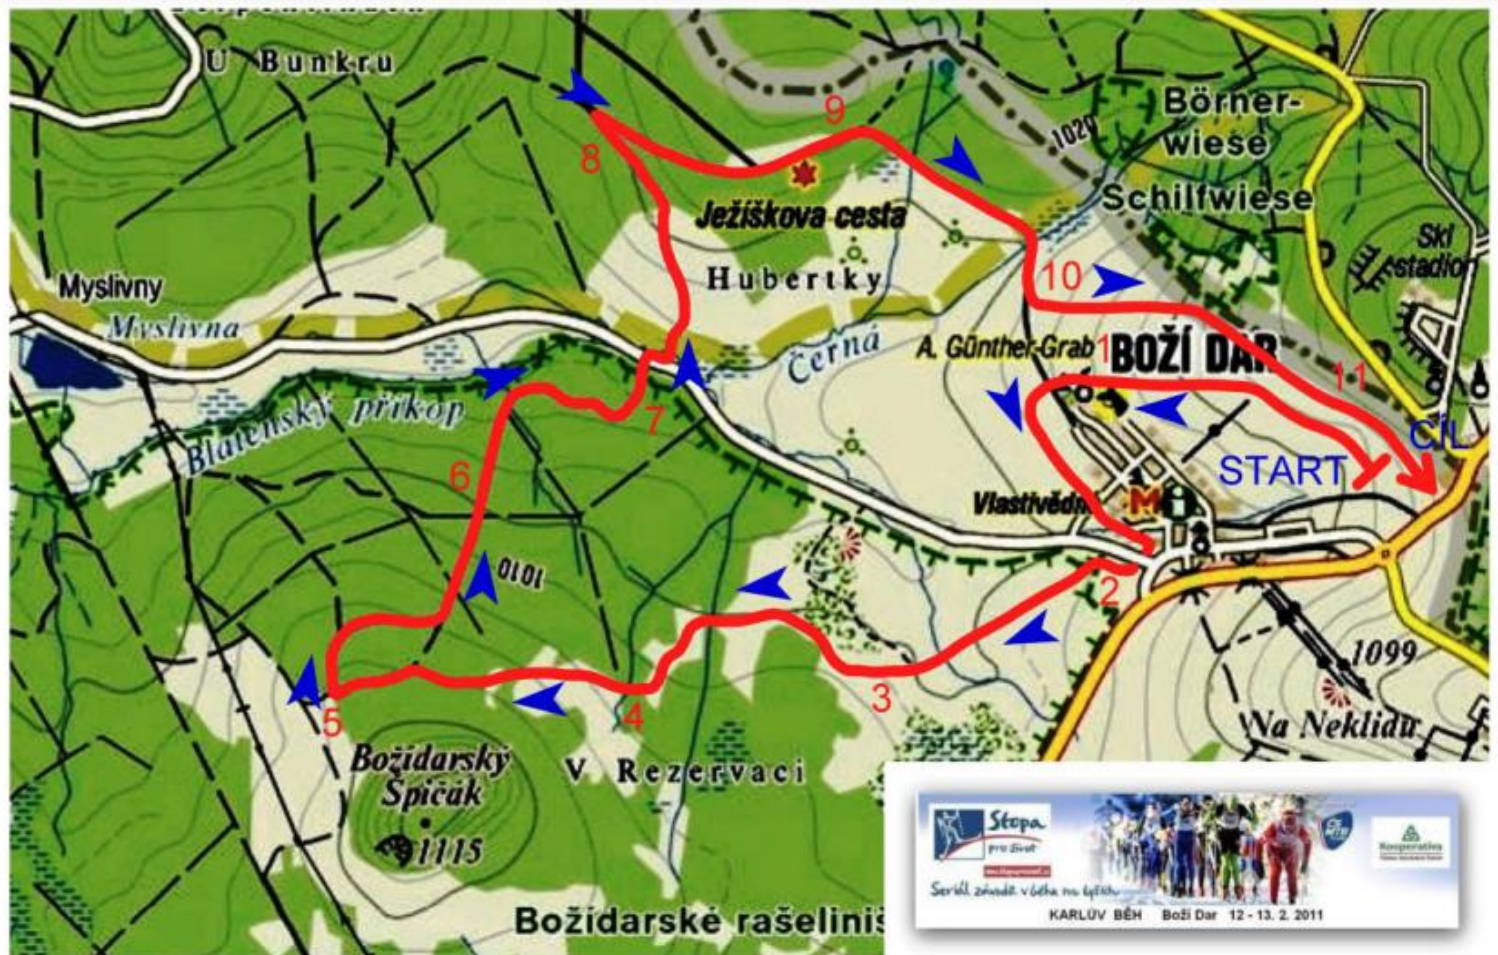 U Bunkru
9
8
1020
Börner-
wiese
Schilfwiese
Ježíškova cesta
Ski
stadion
Hubertky
10
Myslivny
Myslivna
Černá
A. Günther-Grab
1
BOŽÍ DAR
11
Blatenský příkop
7
CÍL
START
6
Vlastivědn
M
i
1010
2
3
4
5
1099
Na Neklidu
Božídarský
Špičák
1115
V Rezervaci
Božídarské rašelinis
Stopa
pro život
Seriál závodů v běhu na lyžích
Kooperativa
KARLŮV BĚH Boží Dar 12 - 13. 2. 2011